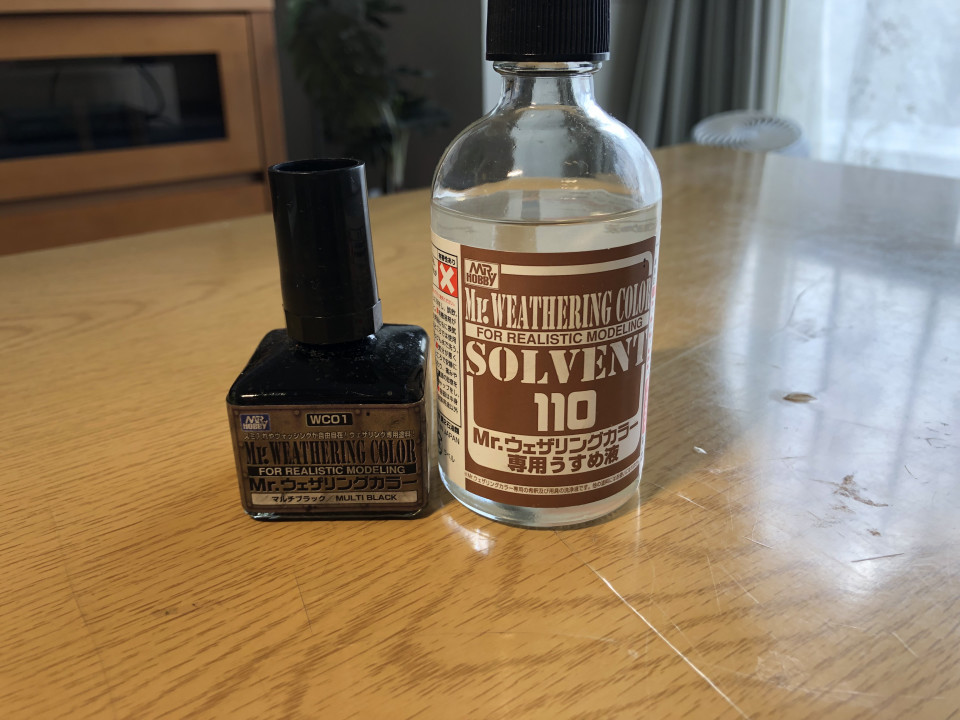 MR.
HOBBY
WC01
Mr. WEATHERING COLOR
FOR REALISTIC MODELING
Mr.ウェザリングカラー
マルチブラック／MULTI BLACK
MR.
HOBBY
Mr. WEATHERING COLOR
FOR REALISTIC MODELING
SOLVENT
110
Mr.ウェザリングカラー
専用うすめ液
JAPAN